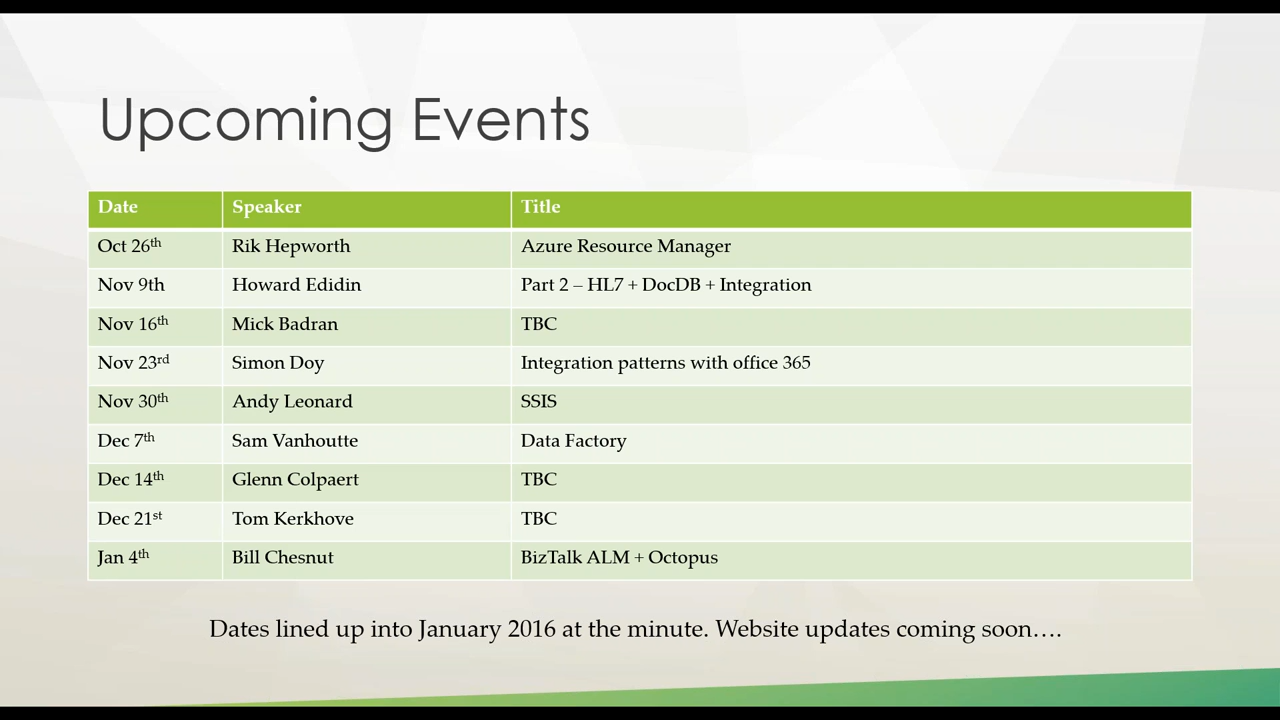 Upcoming Events
Date Speaker Title
Oct 26th Rik Hepworth Azure Resource Manager
Nov 9th Howard Edidin Part 2 – HL7 + DocDB + Integration
Nov 16th Mick Badran TBC
Nov 23rd Simon Doy Integration patterns with office 365
Nov 30th Andy Leonard SSIS
Dec 7th Sam Vanhoutte Data Factory
Dec 14th Glenn Colpaert TBC
Dec 21st Tom Kerkhove TBC
Jan 4th Bill Chesnut BizTalk ALM + Octopus
Dates lined up into January 2016 at the minute. Website updates coming soon….